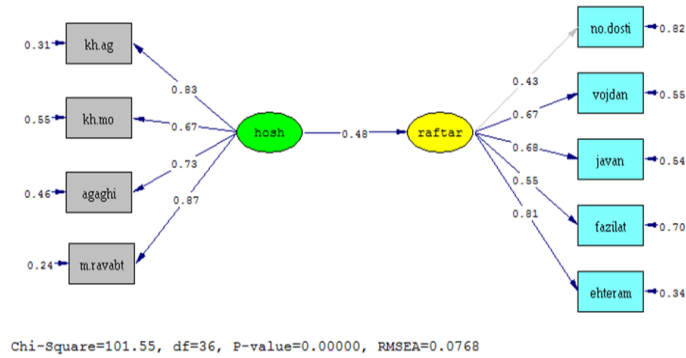 0.31
kh.ag
0.55
kh.mo
0.46
agaghi
0.24
m.ravabt
0.83
0.67
0.73
0.87
hosh
0.48
raftar
0.43
0.67
0.68
0.55
0.81
no.dosti
0.82
vojdan
0.55
javan
0.54
fazilat
0.70
ehteram
0.34
Chi-Square=101.55, df=36, P-value=0.00000, RMSEA=0.0768